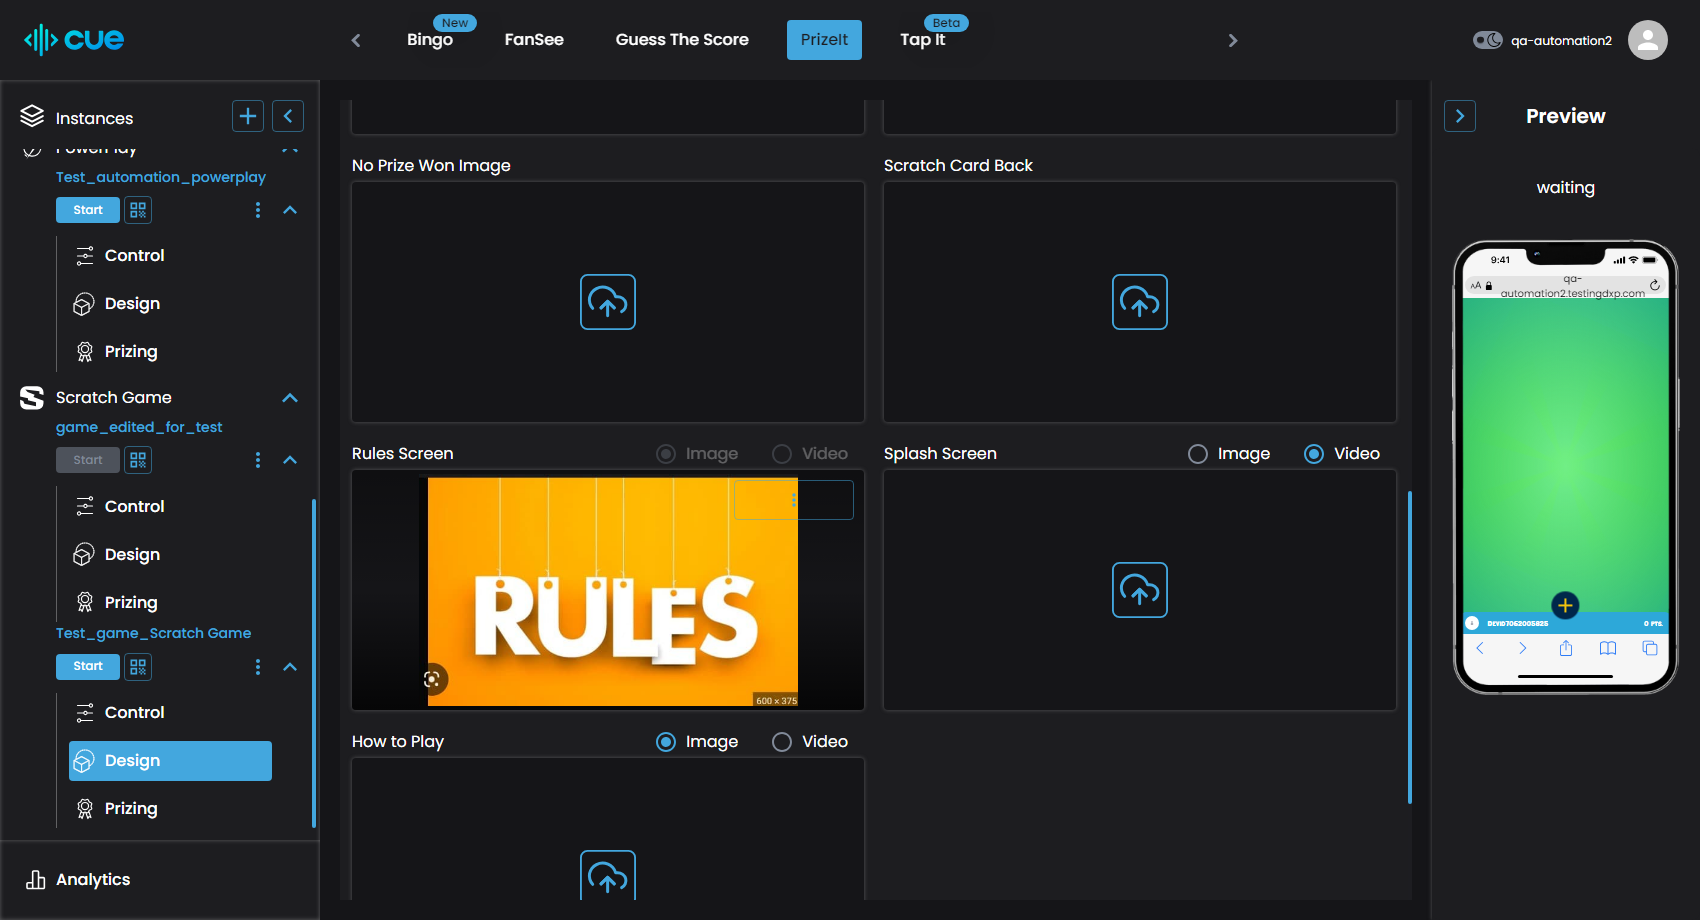 cue
New
Bingo
FanSee
Guess The Score
PrizeIt
Beta
Tap It
qa-automation2
Instances
PowerPlay
Test_automation_powerplay
Start
Control
Design
Prizing
Scratch Game
game_edited_for_test
Start
Control
Design
Prizing
Test_game_Scratch Game
Start
Control
Design
Prizing
Analytics
No Prize Won Image
Scratch Card Back
Rules Screen
Image
Video
Splash Screen
Image
Video
RULES
600 × 375
How to Play
Image
Video
Preview
waiting
9:41
AA
qa-
automation2.testingdxp.com
0 PTS.